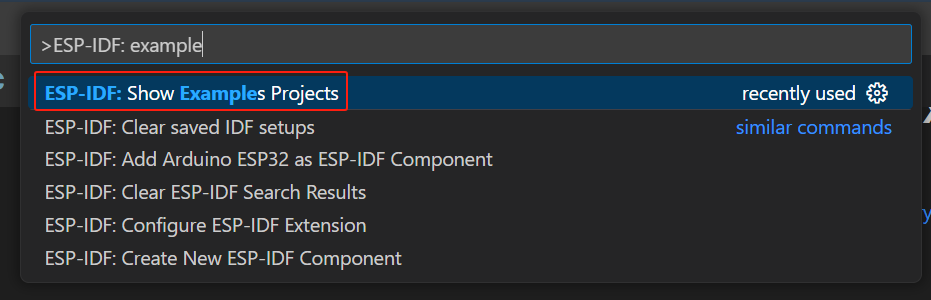 >ESP-IDF: example
ESP-IDF: Show Examples Projects recently used
ESP-IDF: Clear saved IDF setups similar commands
ESP-IDF: Add Arduino ESP32 as ESP-IDF Component
ESP-IDF: Clear ESP-IDF Search Results
ESP-IDF: Configure ESP-IDF Extension
ESP-IDF: Create New ESP-IDF Component